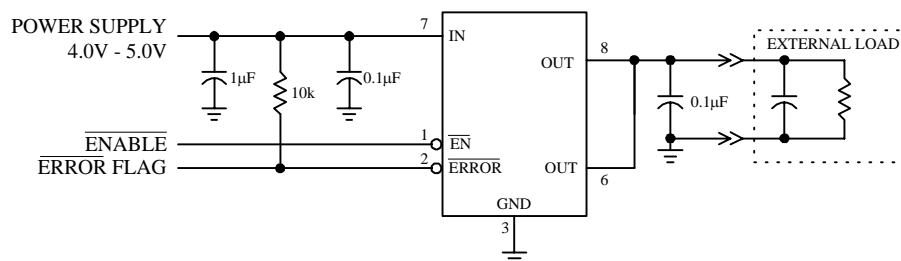 POWER SUPPLY
4.0V - 5.0V
7
IN
8
OUT
EXTERNAL LOAD
1µF
10k
0.1µF
0.1µF
ENABLE
1
EN
ERROR FLAG
2
ERROR
OUT
6
GND
3